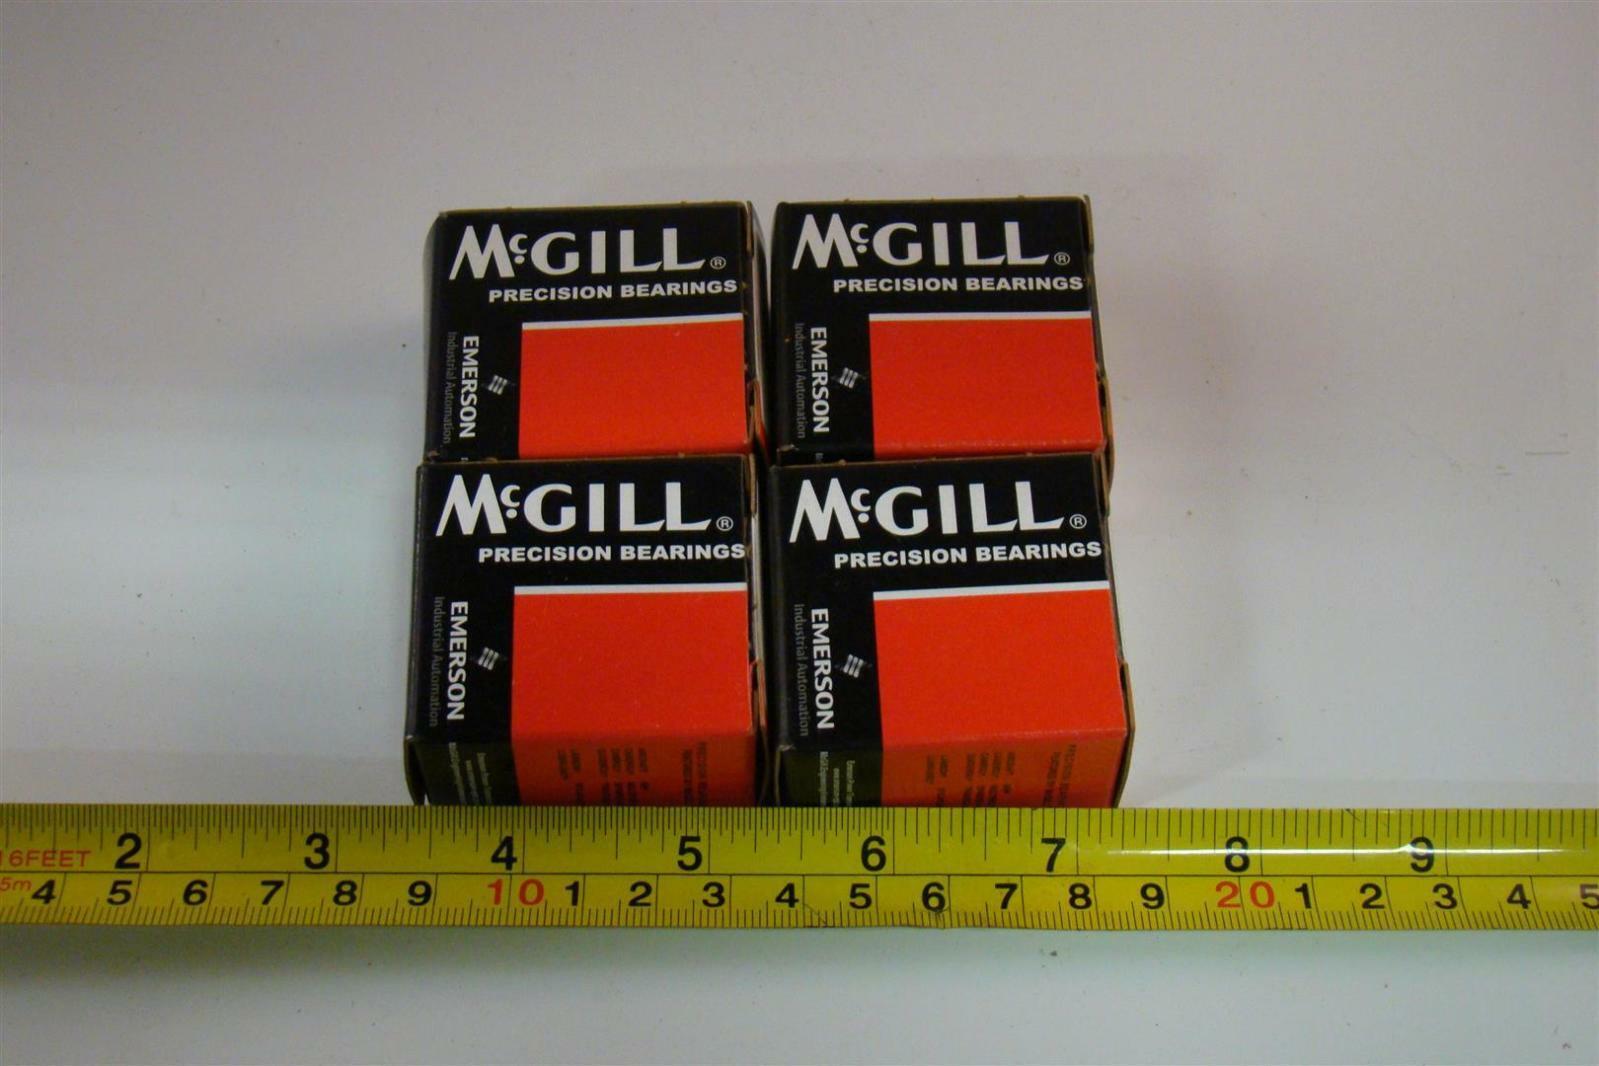 McGILL®
PRECISION BEARINGS
EMERSON
Industrial Automation
McGILL®
PRECISION BEARINGS
EMERSON
Industrial Automation
McGILL®
PRECISION BEARINGS
EMERSON
Industrial Automation
McGILL®
PRECISION BEARINGS
EMERSON
Industrial Automation
16FEET 2 3 4 5 6 7 8 9
5m 4 5 6 7 8 9 10 1 2 3 4 5 6 7 8 9 20 1 2 3 4 5